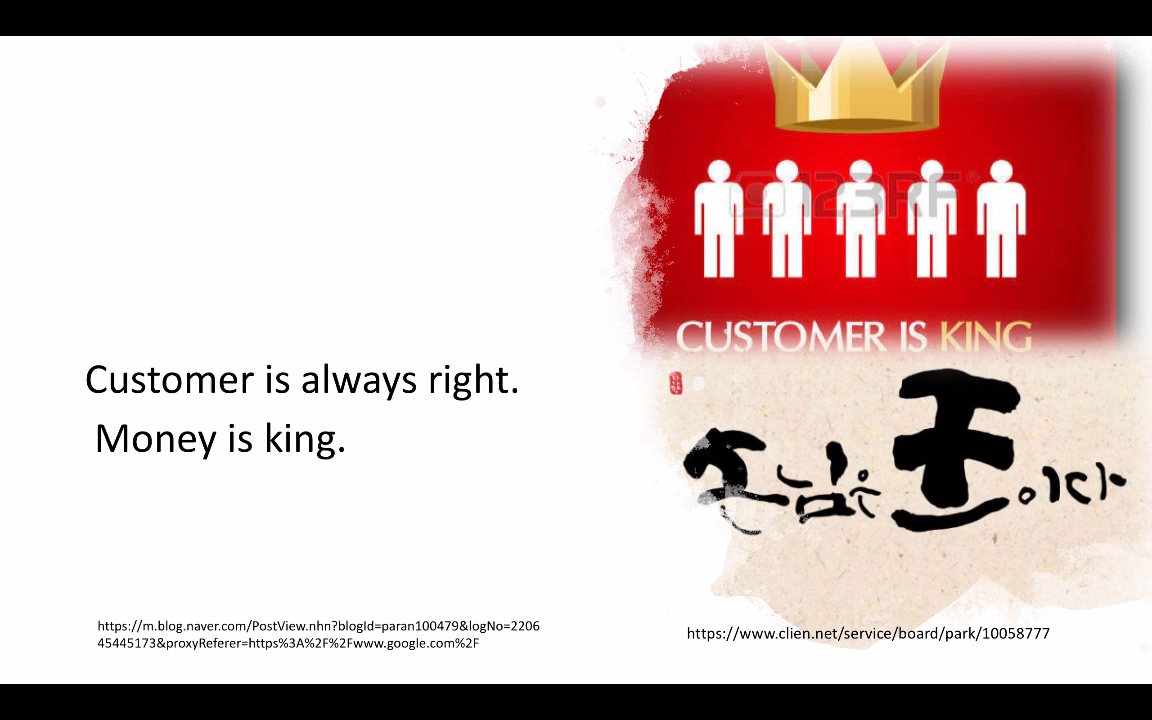 123RF®
CUSTOMER IS KING
Customer is always right.
Money is king.
손님은 王이다
https://m.blog.naver.com/PostView.nhn?blogId=paran100479&logNo=2206
45445173&proxyReferer=https%3A%2F%2Fwww.google.com%2F
https://www.clien.net/service/board/park/10058777